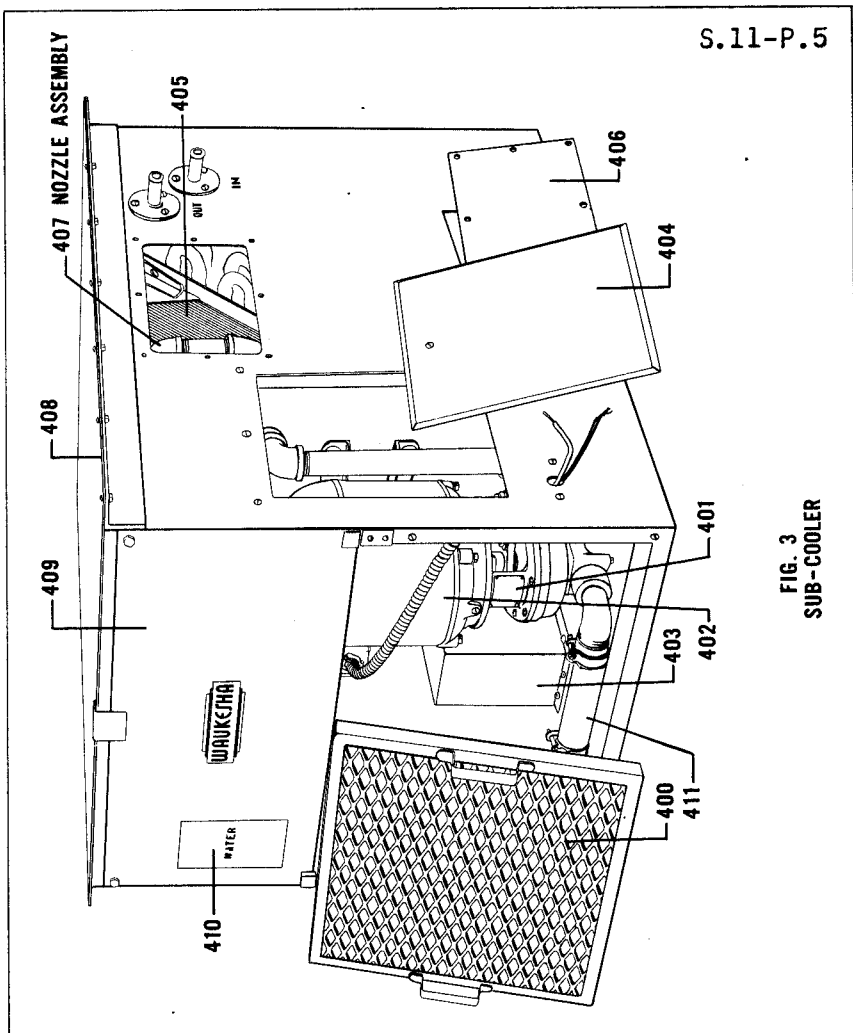 S.11-P.5
407 NOZZLE ASSEMBLY
405
408
409
IN
OUT
406
404
WAUKESHA
WATER
410
401
402
403
400
411
FIG. 3
SUB-COOLER